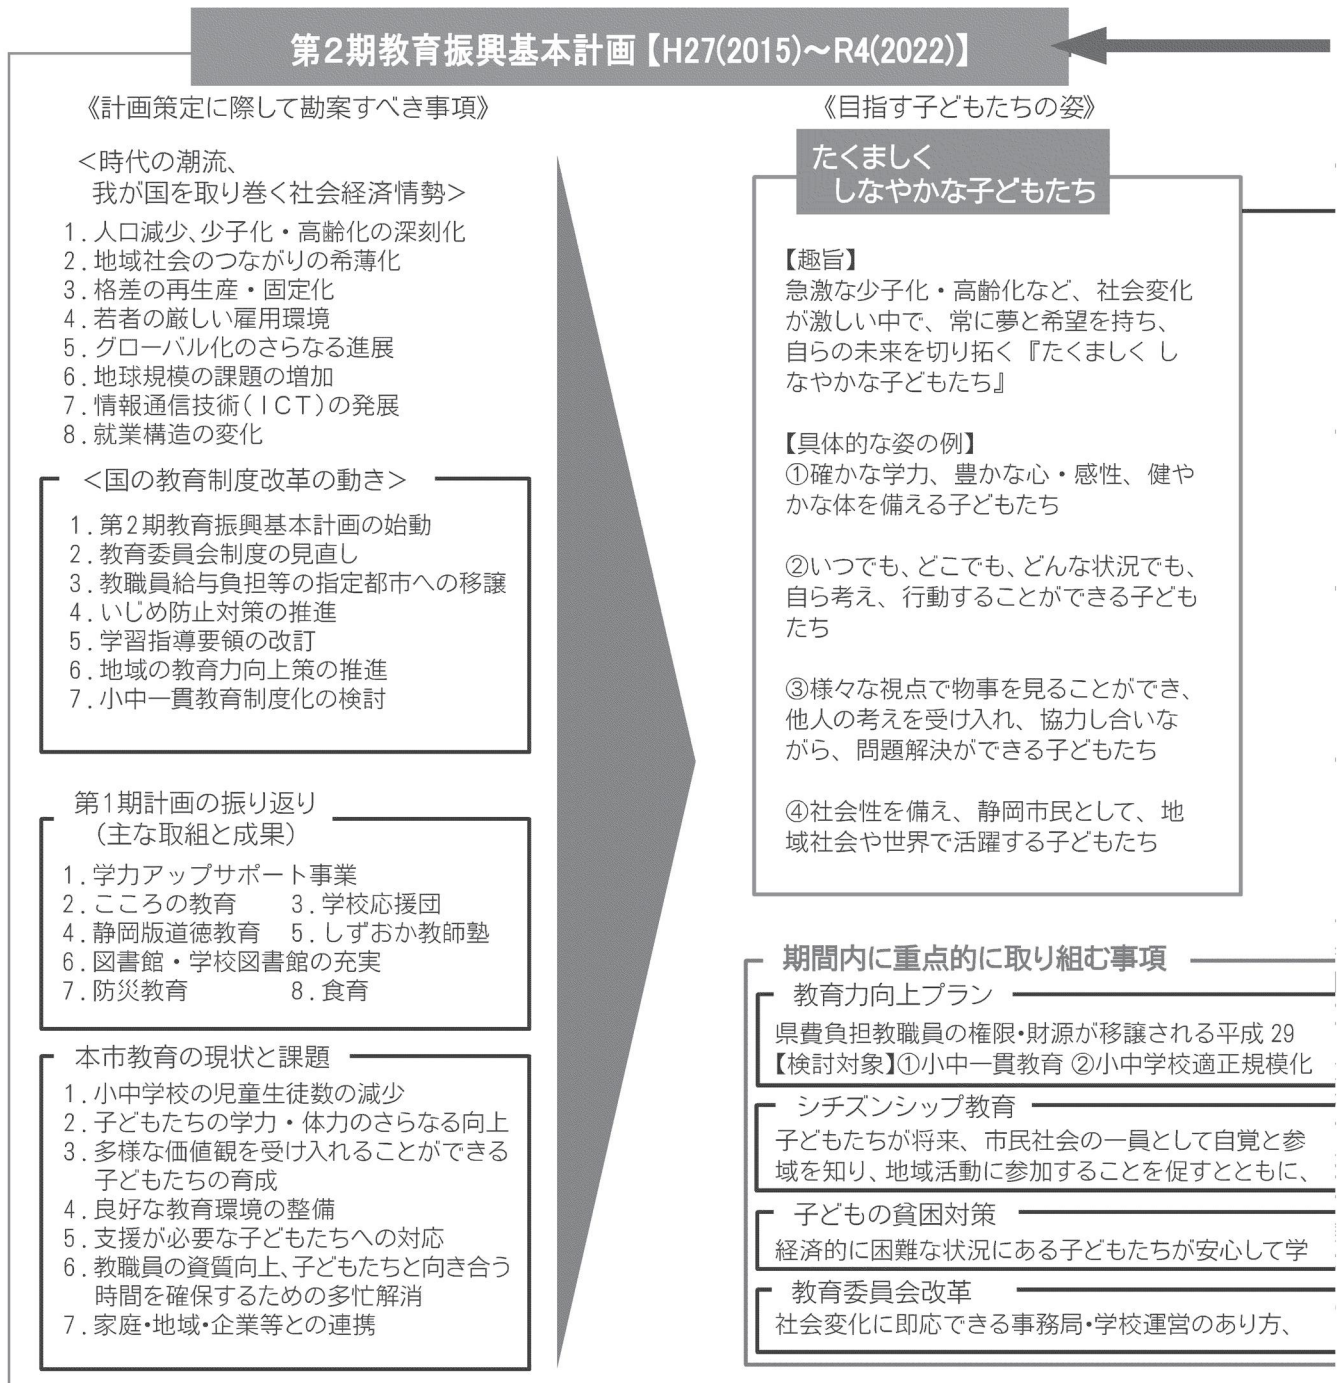 第2期教育振興基本計画【H27(2015)～R4(2022)】
《計画策定に際して勘案すべき事項》
＜時代の潮流、
我が国を取り巻く社会経済情勢＞
1．人口減少、少子化・高齢化の深刻化
2．地域社会のつながりの希薄化
3．格差の再生産・固定化
4．若者の厳しい雇用環境
5．グローバル化のさらなる進展
6．地球規模の課題の増加
7．情報通信技術(ICT)の発展
8．就業構造の変化
＜国の教育制度改革の動き＞
1．第2期教育振興基本計画の始動
2．教育委員会制度の見直し
3．教職員給与負担等の指定都市への移譲
4．いじめ防止対策の推進
5．学習指導要領の改訂
6．地域の教育力向上策の推進
7．小中一貫教育制度化の検討
第1期計画の振り返り
（主な取組と成果）
1．学力アップサポート事業
2．こころの教育　3．学校応援団
4．静岡版道徳教育　5．しずおか教師塾
6．図書館・学校図書館の充実
7．防災教育　8．食育
本市教育の現状と課題
1．小中学校の児童生徒数の減少
2．子どもたちの学力・体力のさらなる向上
3．多様な価値観を受け入れることができる
子どもたちの育成
4．良好な教育環境の整備
5．支援が必要な子どもたちへの対応
6．教職員の資質向上、子どもたちと向き合う
時間を確保するための多忙解消
7．家庭・地域・企業等との連携
《目指す子どもたちの姿》
たくましく
しなやかな子どもたち
【趣旨】
急激な少子化・高齢化など、社会変化
が激しい中で、常に夢と希望を持ち、
自らの未来を切り拓く『たくましく し
なやかな子どもたち』
【具体的な姿の例】
①確かな学力、豊かな心・感性、健や
かな体を備える子どもたち
②いつでも、どこでも、どんな状況でも、
自ら考え、行動することができる子ども
たち
③様々な視点で物事を見ることができ、
他人の考えを受け入れ、協力し合いな
がら、問題解決ができる子どもたち
④社会性を備え、静岡市民として、地
域社会や世界で活躍する子どもたち
期間内に重点的に取り組む事項
教育力向上プラン
県費負担教職員の権限・財源が移譲される平成 29
【検討対象】①小中一貫教育 ②小中学校適正規模化
シチズンシップ教育
子どもたちが将来、市民社会の一員として自覚と参
域を知り、地域活動に参加することを促すとともに、
子どもの貧困対策
経済的に困難な状況にある子どもたちが安心して学
教育委員会改革
社会変化に即応できる事務局・学校運営のあり方、